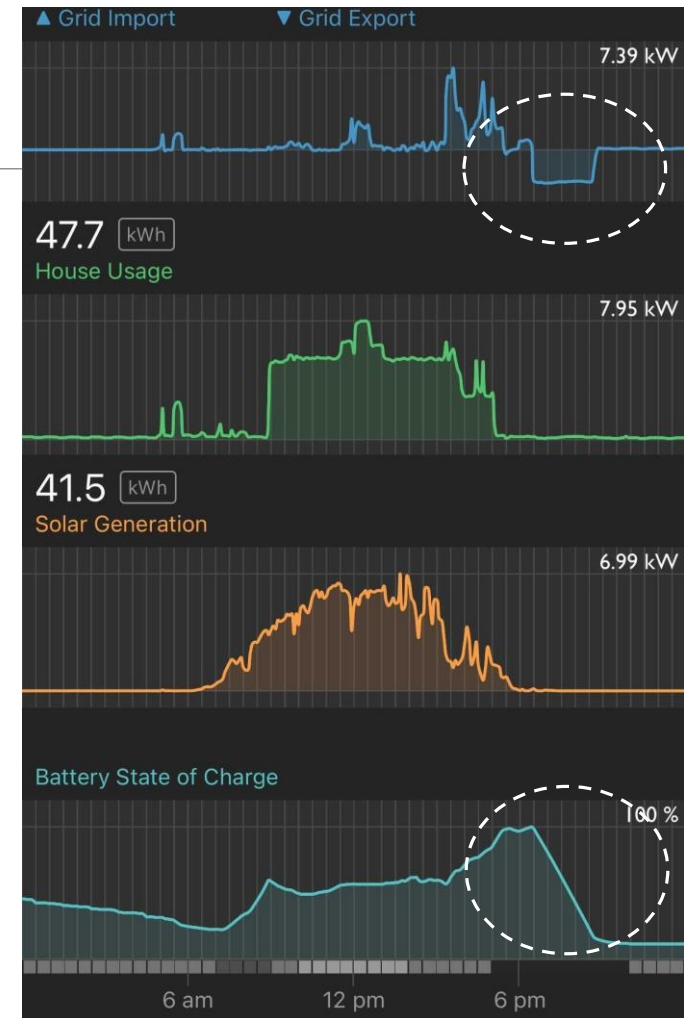 ▲ Grid Import ▼ Grid Export
7.39 kW
47.7 kWh
House Usage
7.95 kW
41.5 kWh
Solar Generation
6.99 kW
Battery State of Charge
100 %
6 am 12 pm 6 pm